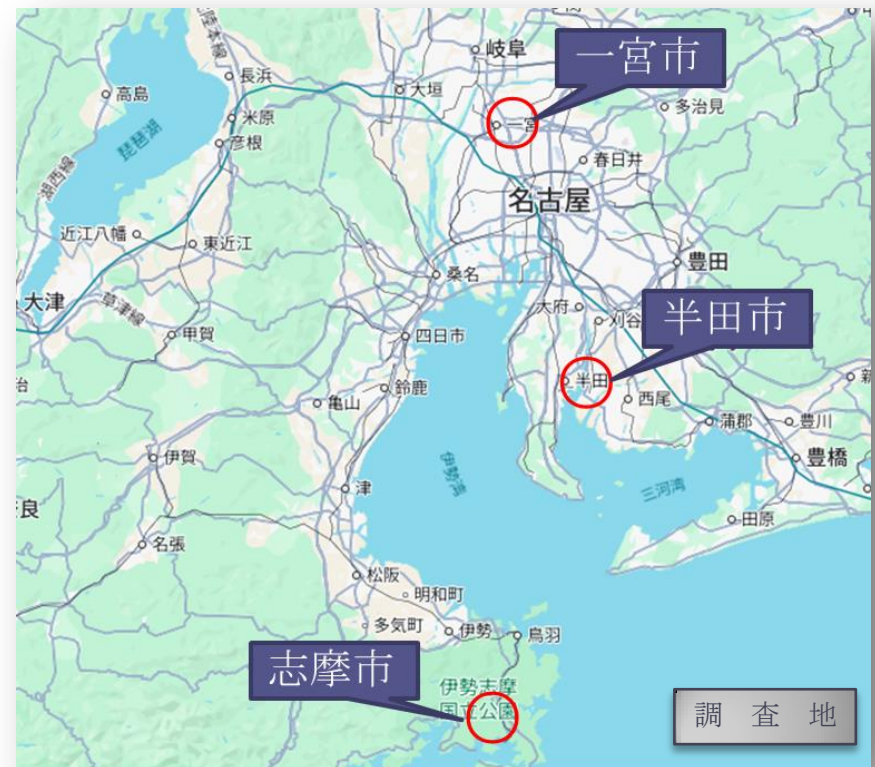 岐阜
一宮市
長浜
大垣
高島
米原
一宮
多治見
琵琶湖
彦根
春日井
湖西線
名古屋
近江八幡
東近江
豊田
桑名
大津
草津線
大府
刈谷
半田市
甲賀
四日市
治
鈴鹿
半田
新
亀山
西尾
蒲郡
豊川
伊賀
伊勢湾
豊橋
津
三河湾
良
田原
名張
松阪
明和町
多気町
伊勢
鳥羽
志摩市
伊勢志摩
国立公園
調査地